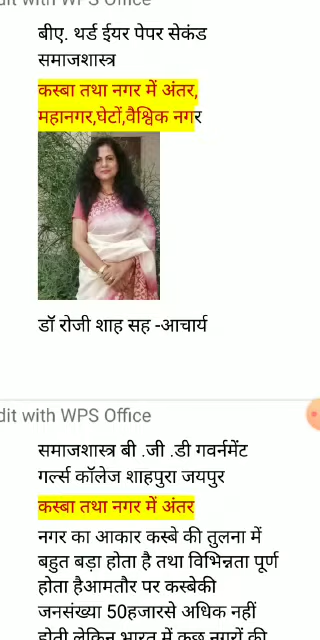 dit with WPS Office
बीए. थर्ड ईयर पेपर सेकंड
समाजशास्त्र
कस्बा तथा नगर में अंतर,
महानगर,घेटों,वैश्विक नगर
डॉ रोजी शाह सह -आचार्य
dit with WPS Office
समाजशास्त्र बी .जी .डी गवर्नमेंट
गर्ल्स कॉलेज शाहपुरा जयपुर
कस्बा तथा नगर में अंतर
नगर का आकार कस्बे की तुलना में
बहुत बड़ा होता है तथा विभिन्नता पूर्ण
होता हैआमतौर पर कस्बेकी
जनसंख्या 50हजारसे अधिक नहीं
होती लेकिन भारत में कुछ नगरों की